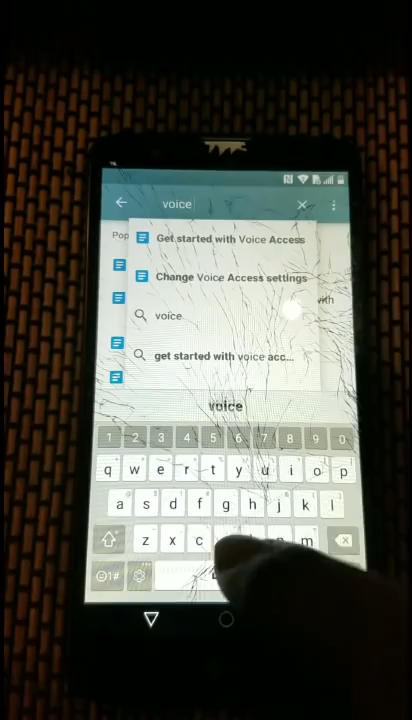 voice
Pop
Get started with Voice Access
Change Voice Access settings
with
voice
get started with voice acc...
voice
1 2 3 4 5 6 7 8 9 0
q w e r t y u i o p
a s d f g h j k l
z x c m
1#